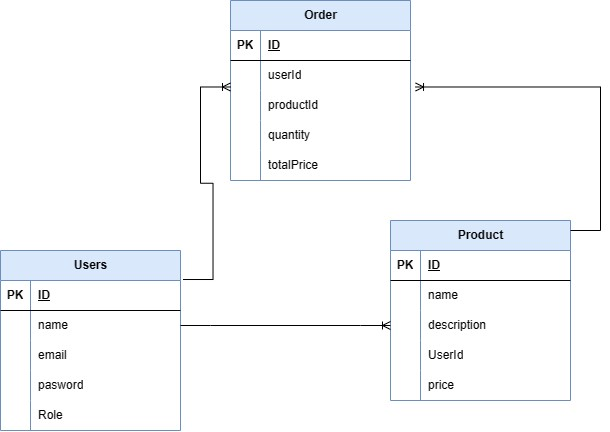 Order
PK ID
userId
productId
quantity
totalPrice
Users
PK ID
name
email
pasword
Role
Product
PK ID
name
description
UserId
price